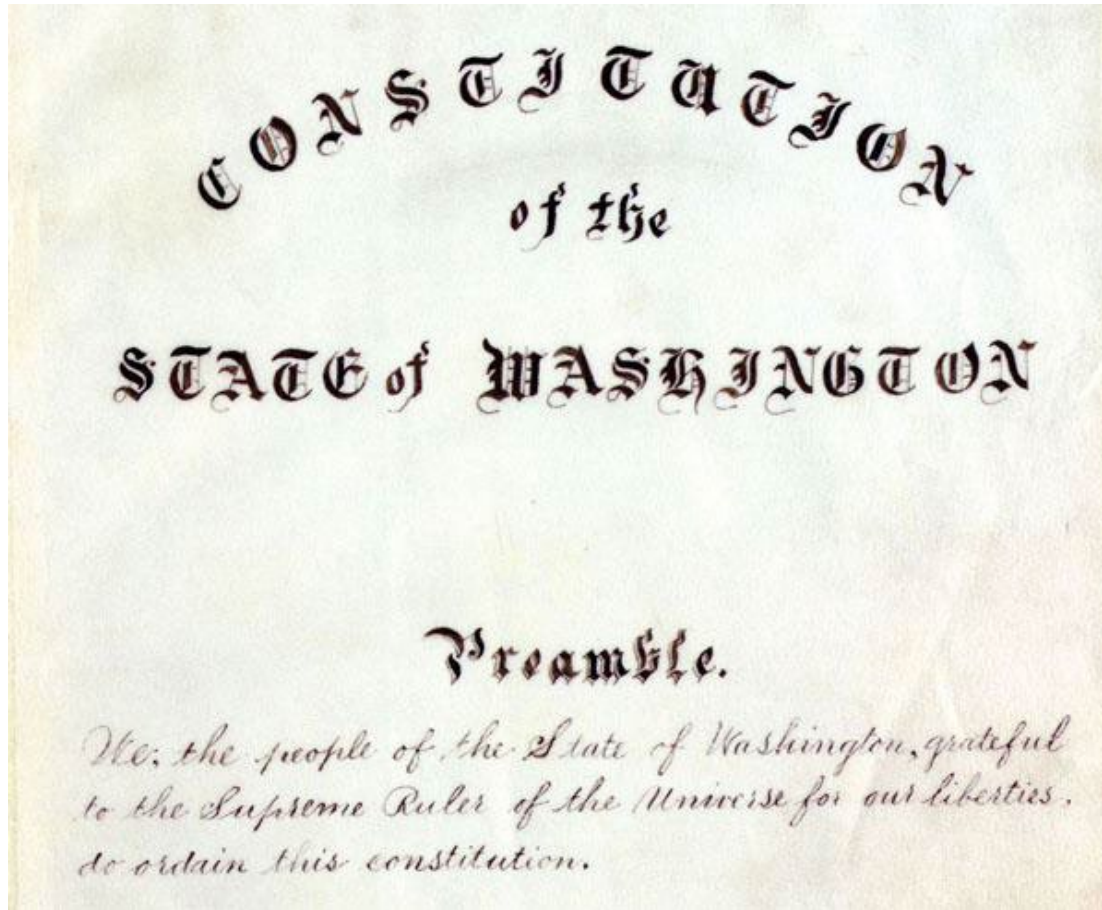 CONSTITUTION
of the
STATE of WASHINGTON
Preamble.
We, the people of the State of Washington, grateful
to the Supreme Ruler of the Universe for our liberties,
do ordain this constitution.